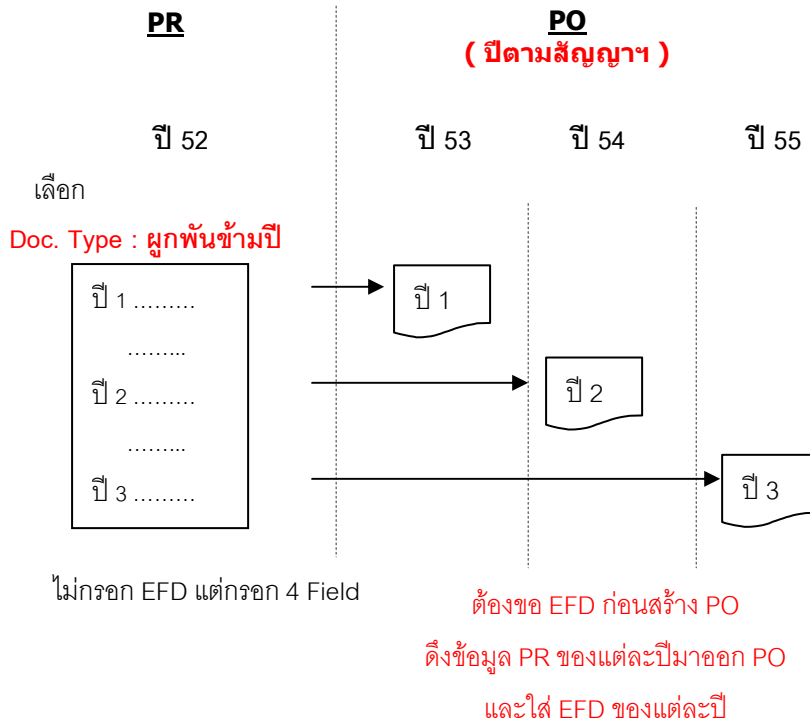 PR
PO
( ปีตามสัญญาฯ )
ปี 52
ปี 53
ปี 54
ปี 55
เลือก
Doc. Type : ผูกพันข้ามปี
ปี 1 .........
.........
ปี 2 .........
.........
ปี 3 .........
ปี 1
ปี 2
ปี 3
ไม่กรอก EFD แต่กรอก 4 Field
ต้องขอ EFD ก่อนสร้าง PO
ดึงข้อมูล PR ของแต่ละปีมาออก PO
และใส่ EFD ของแต่ละปี